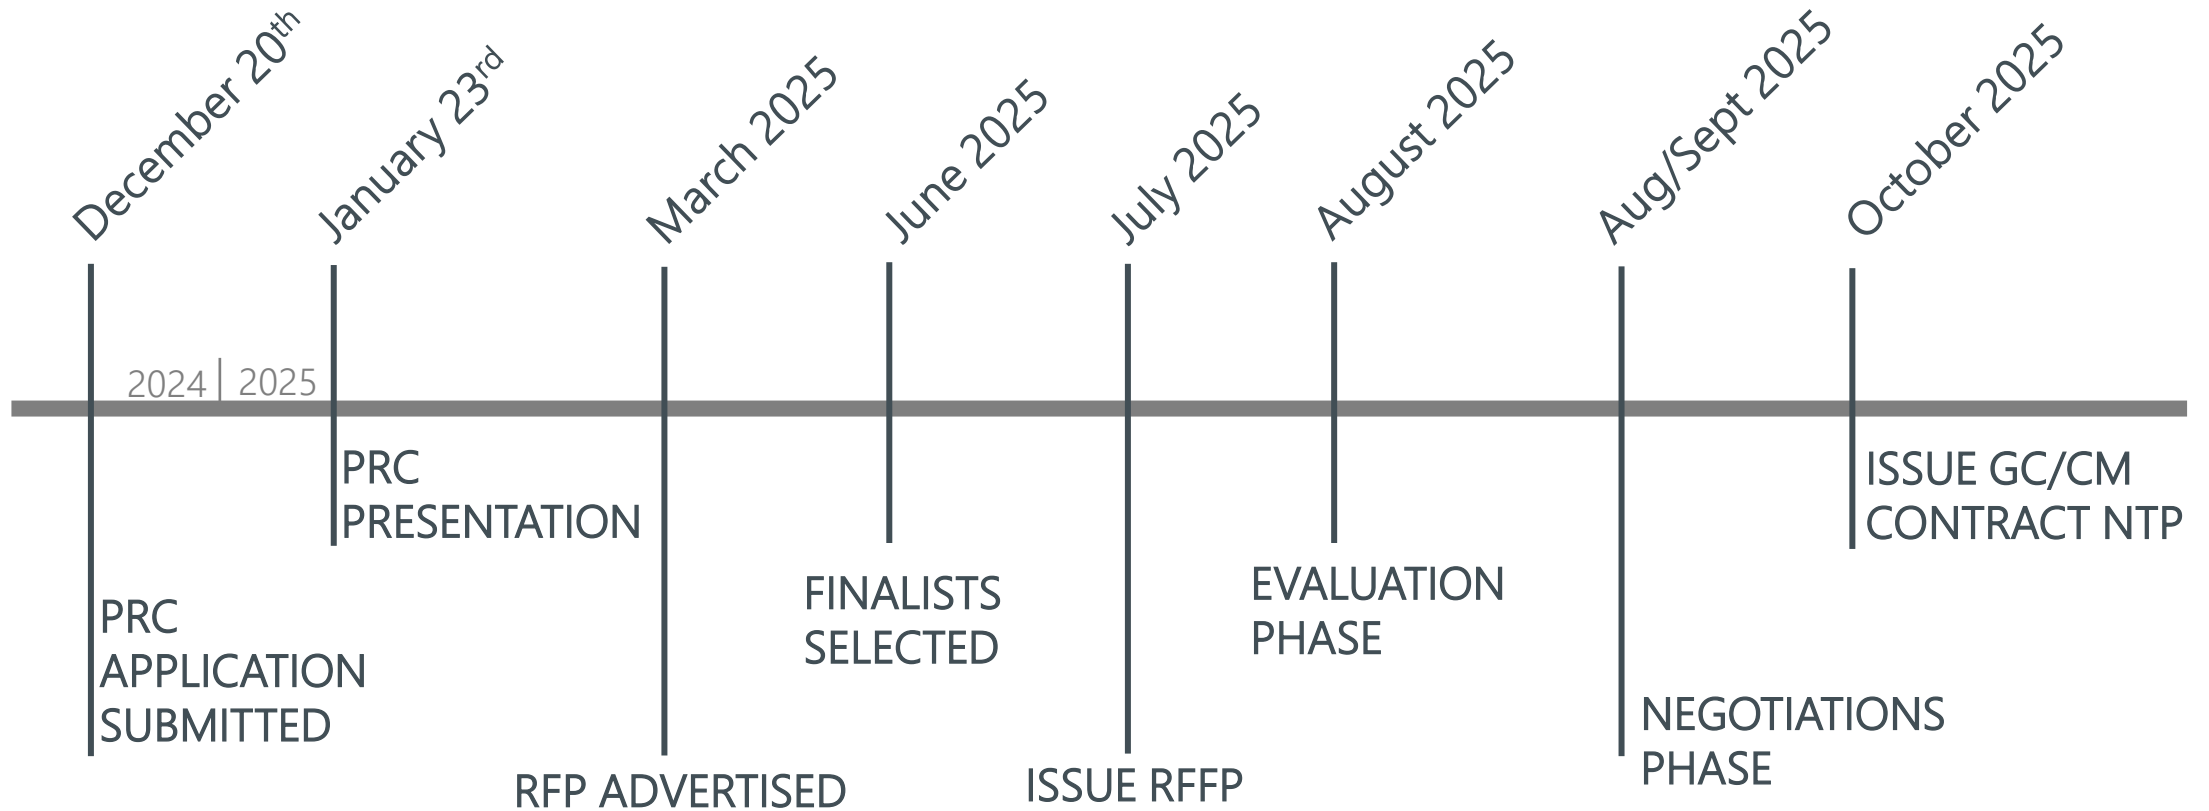 December 20th
January 23rd
March 2025
June 2025
July 2025
August 2025
Aug/Sept 2025
October 2025
2024
2025
PRC
PRESENTATION
ISSUE GC/CM
CONTRACT NTP
PRC
APPLICATION
SUBMITTED
FINALISTS
SELECTED
EVALUATION
PHASE
NEGOTIATIONS
PHASE
RFP ADVERTISED
ISSUE RFFP